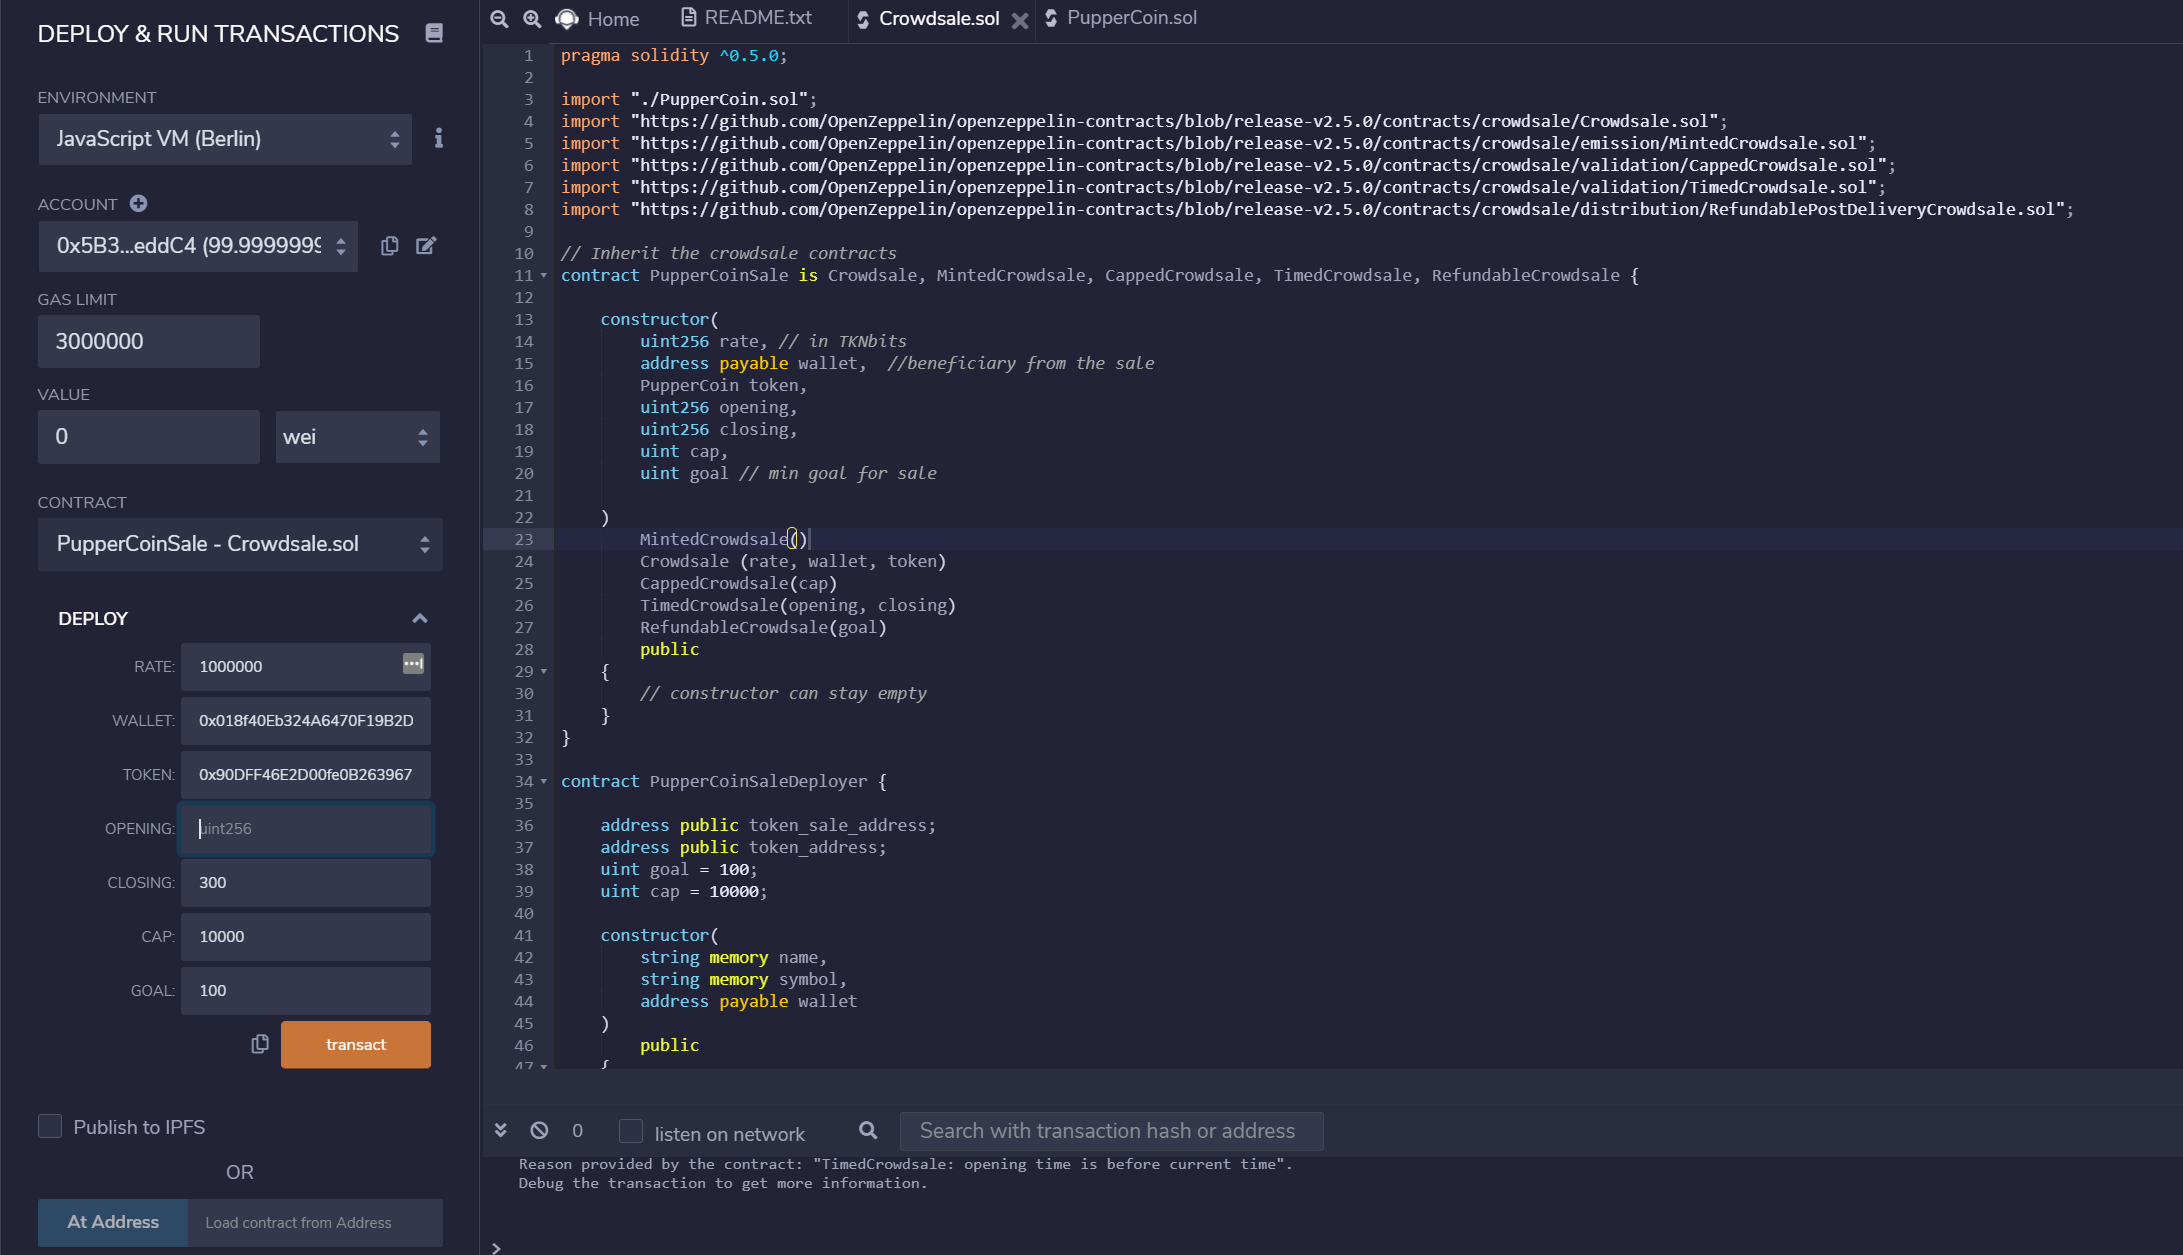 DEPLOY & RUN TRANSACTIONS
ENVIRONMENT
JavaScript VM (Berlin)
ACCOUNT
0x5B3...eddC4 (99.9999999
GAS LIMIT
3000000
VALUE
0
wei
CONTRACT
PupperCoinSale - Crowdsale.sol
DEPLOY
RATE: 1000000
WALLET: 0x018f40Eb324A6470F19B2D
TOKEN: 0x90DFF46E2D00fe0B263967
OPENING: uint256
CLOSING: 300
CAP: 10000
GOAL: 100
transact
Publish to IPFS
OR
At Address
Load contract from Address
Home
README.txt
Crowdsale.sol
PupperCoin.sol
1 pragma solidity ^0.5.0;
2
3 import "./PupperCoin.sol";
4 import "https://github.com/OpenZeppelin/openzeppelin-contracts/blob/release-v2.5.0/contracts/crowdsale/Crowdsale.sol";
5 import "https://github.com/OpenZeppelin/openzeppelin-contracts/blob/release-v2.5.0/contracts/crowdsale/emission/MintedCrowdsale.sol";
6 import "https://github.com/OpenZeppelin/openzeppelin-contracts/blob/release-v2.5.0/contracts/crowdsale/validation/CappedCrowdsale.sol";
7 import "https://github.com/OpenZeppelin/openzeppelin-contracts/blob/release-v2.5.0/contracts/crowdsale/validation/TimedCrowdsale.sol";
8 import "https://github.com/OpenZeppelin/openzeppelin-contracts/blob/release-v2.5.0/contracts/crowdsale/distribution/RefundablePostDeliveryCrowdsale.sol";
9
10 // Inherit the crowdsale contracts
11 contract PupperCoinSale is Crowdsale, MintedCrowdsale, CappedCrowdsale, TimedCrowdsale, RefundableCrowdsale {
12
13 constructor(
14 uint256 rate, // in TKNbits
15 address payable wallet,  //beneficiary from the sale
16 PupperCoin token,
17 uint256 opening,
18 uint256 closing,
19 uint cap,
20 uint goal // min goal for sale
21
22 )
23 MintedCrowdsale()
24 Crowdsale (rate, wallet, token)
25 CappedCrowdsale(cap)
26 TimedCrowdsale(opening, closing)
27 RefundableCrowdsale(goal)
28 public
29 {
30 // constructor can stay empty
31 }
32 }
33
34 contract PupperCoinSaleDeployer {
35
36 address public token_sale_address;
37 address public token_address;
38 uint goal = 100;
39 uint cap = 10000;
40
41 constructor(
42 string memory name,
43 string memory symbol,
44 address payable wallet
45 )
46 public
47 {
0
listen on network
Search with transaction hash or address
Reason provided by the contract: "TimedCrowdsale: opening time is before current time".
Debug the transaction to get more information.
>